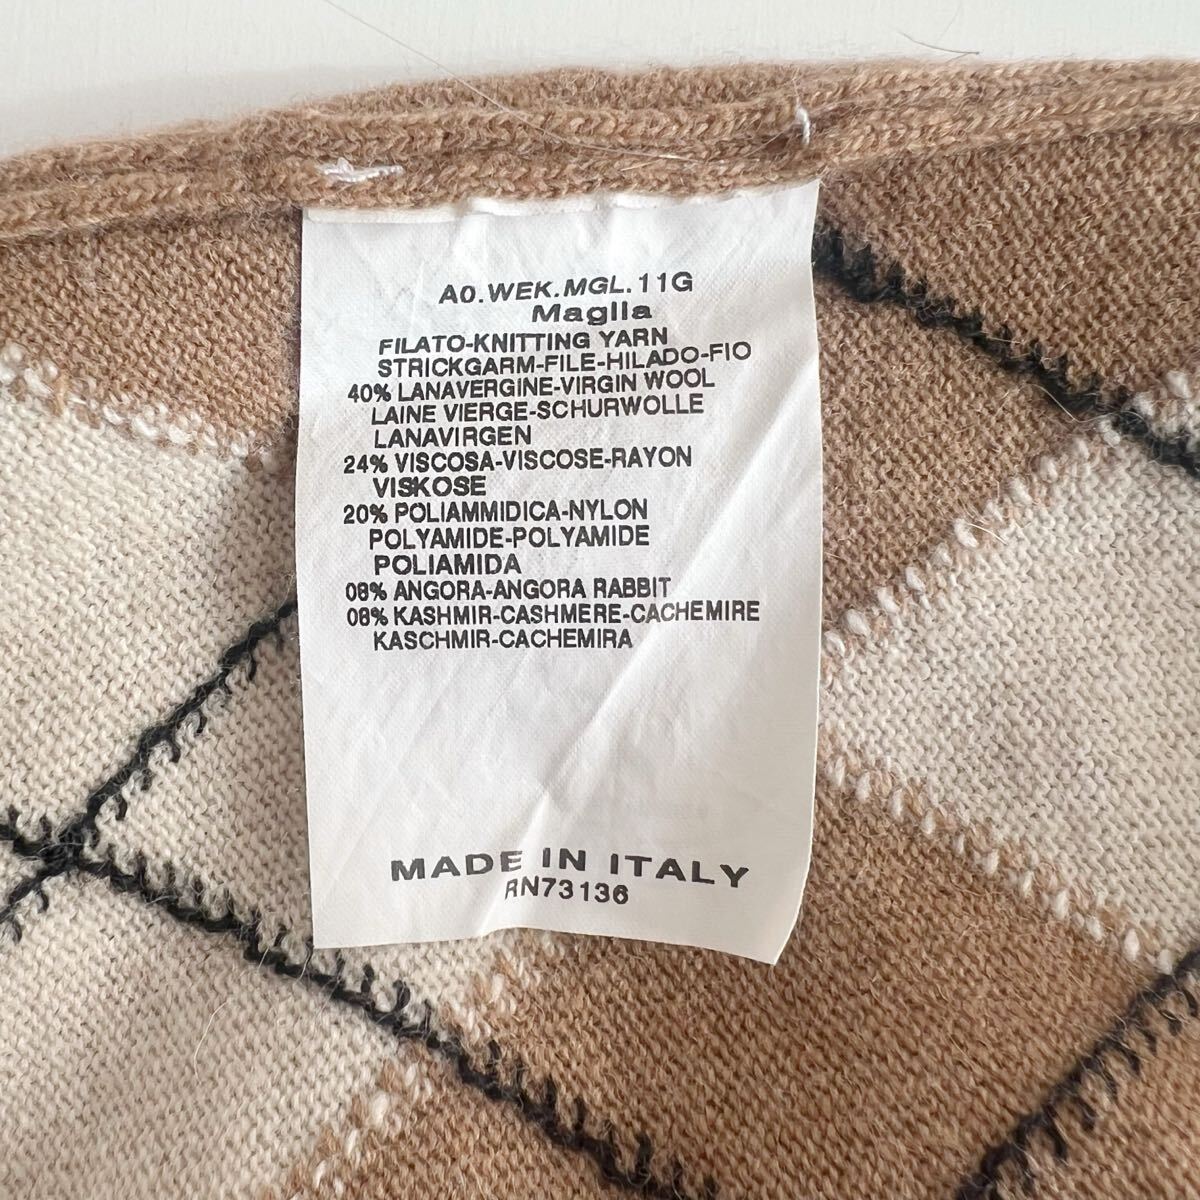 A0.WEK.MGL.11G
Maglia
FILATO-KNITTING YARN
STRICKGARM-FILE-HILADO-FIO
40% LANAVERGINE-VIRGIN WOOL
LAINE VIERGE-SCHURWOLLE
LANAVIRGEN
24% VISCOSA-VISCOSE-RAYON
VISKOSE
20% POLIAMMIDICA-NYLON
POLYAMIDE-POLYAMIDE
POLIAMIDA
08% ANGORA-ANGORA RABBIT
08% KASHMIR-CASHMERE-CACHEMIRE
KASCHMIR-CACHEMIRA
MADE IN ITALY
RN73136